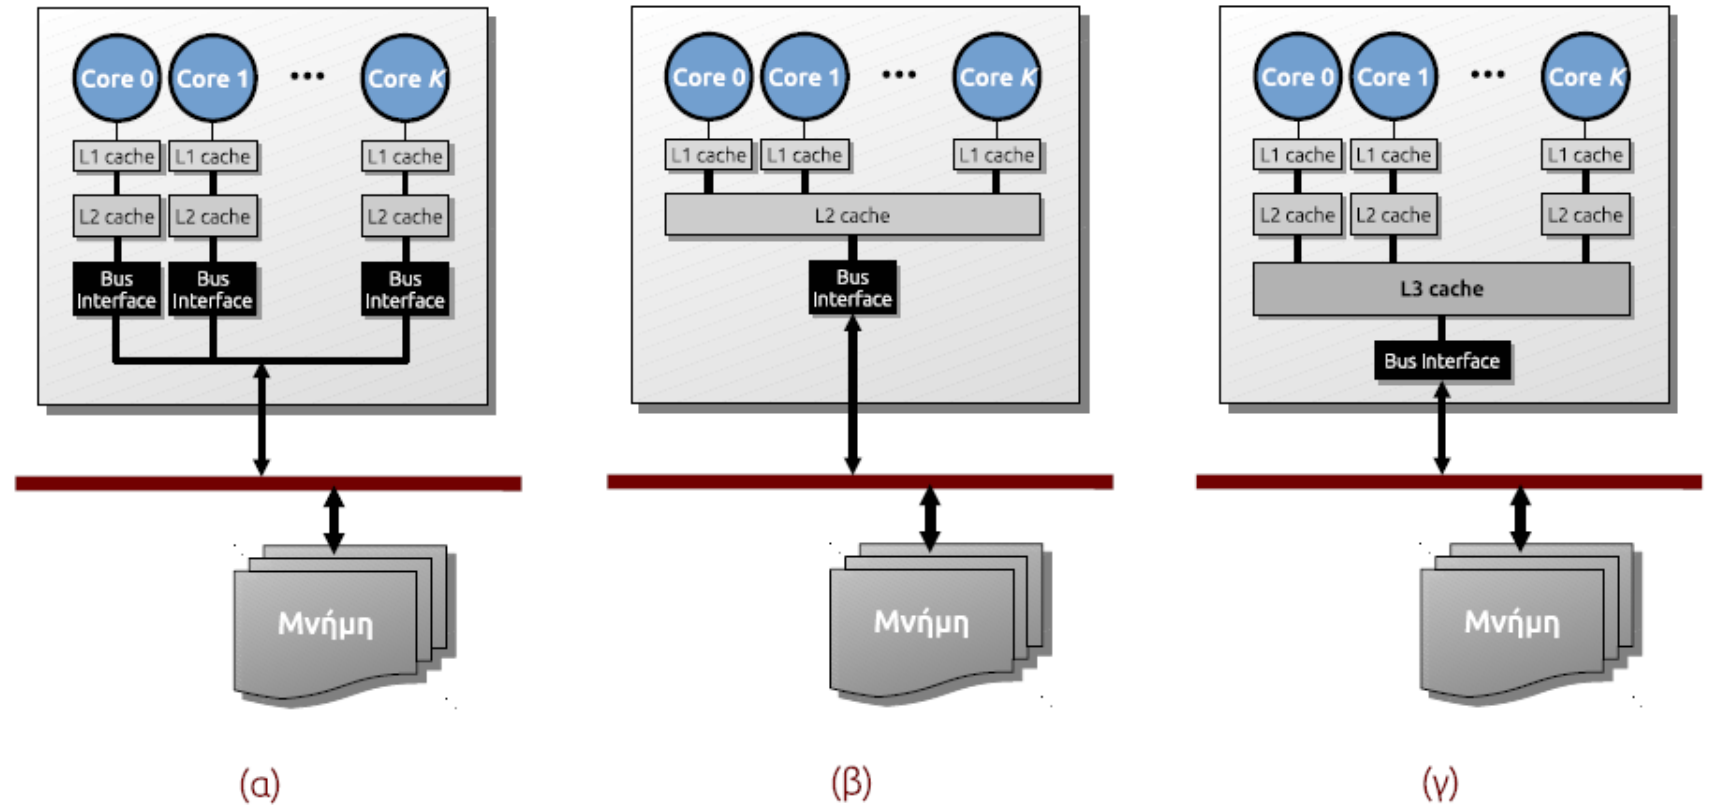 Core 0 Core 1 ••• Core K
L1 cache L1 cache L1 cache
L2 cache L2 cache L2 cache
Bus Bus Bus
Interface Interface Interface
Μνήμη
(α)
Core 0 Core 1 ••• Core K
L1 cache L1 cache L1 cache
L2 cache
Bus
Interface
Μνήμη
(β)
Core 0 Core 1 ••• Core K
L1 cache L1 cache L1 cache
L2 cache L2 cache L2 cache
L3 cache
Bus Interface
Μνήμη
(γ)